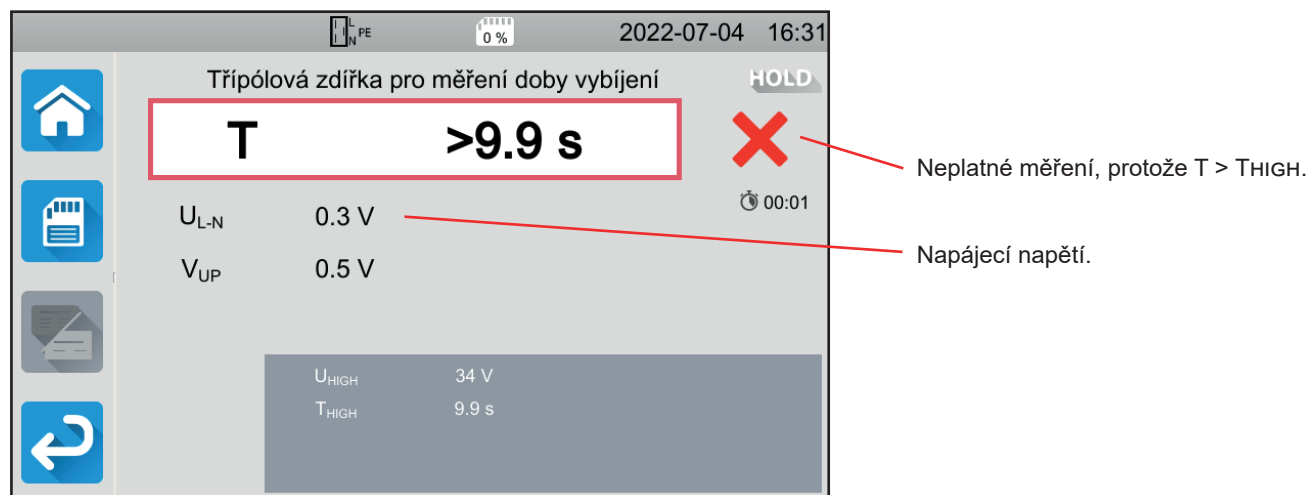 L N PE 0 % 2022-07-04 16:31
Třípólová zdířka pro měření doby vybíjení HOLD
T >9.9 s
Neplatné měření, protože T > THIGH.
00:01
UL-N 0.3 V
Napájecí napětí.
VUP 0.5 V
UHIGH 34 V
THIGH 9.9 s